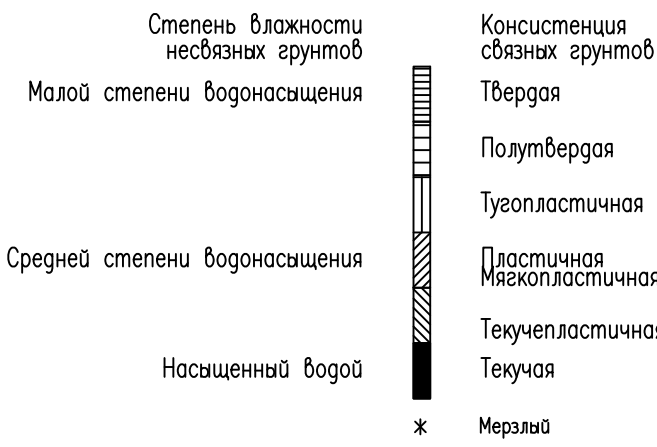 Степень влажности
несвязных грунтов
Консистенция
связных грунтов
Малой степени водонасыщения
Твердая
Полутвердая
Тугопластичная
Средней степени водонасыщения
Пластичная
Мягкопластичная
Текучепластичная
Насыщенный водой
Текучая
Мерзлый